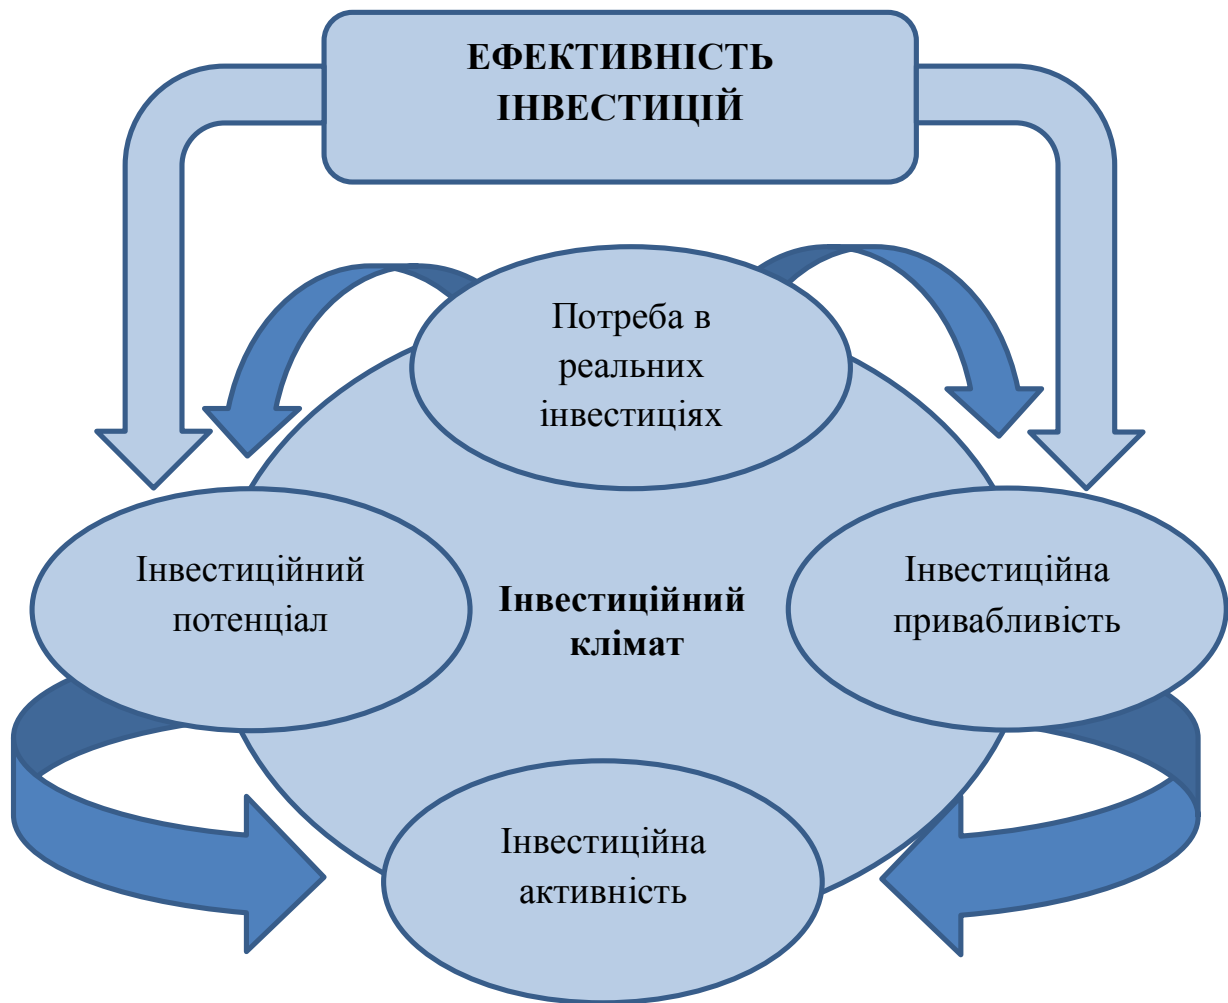 ЕФЕКТИВНІСТЬ
ІНВЕСТИЦІЙ
Потреба в
реальних
інвестиціях
Інвестиційний
потенціал
Інвестиційний
клімат
Інвестиційна
привабливість
Інвестиційна
активність